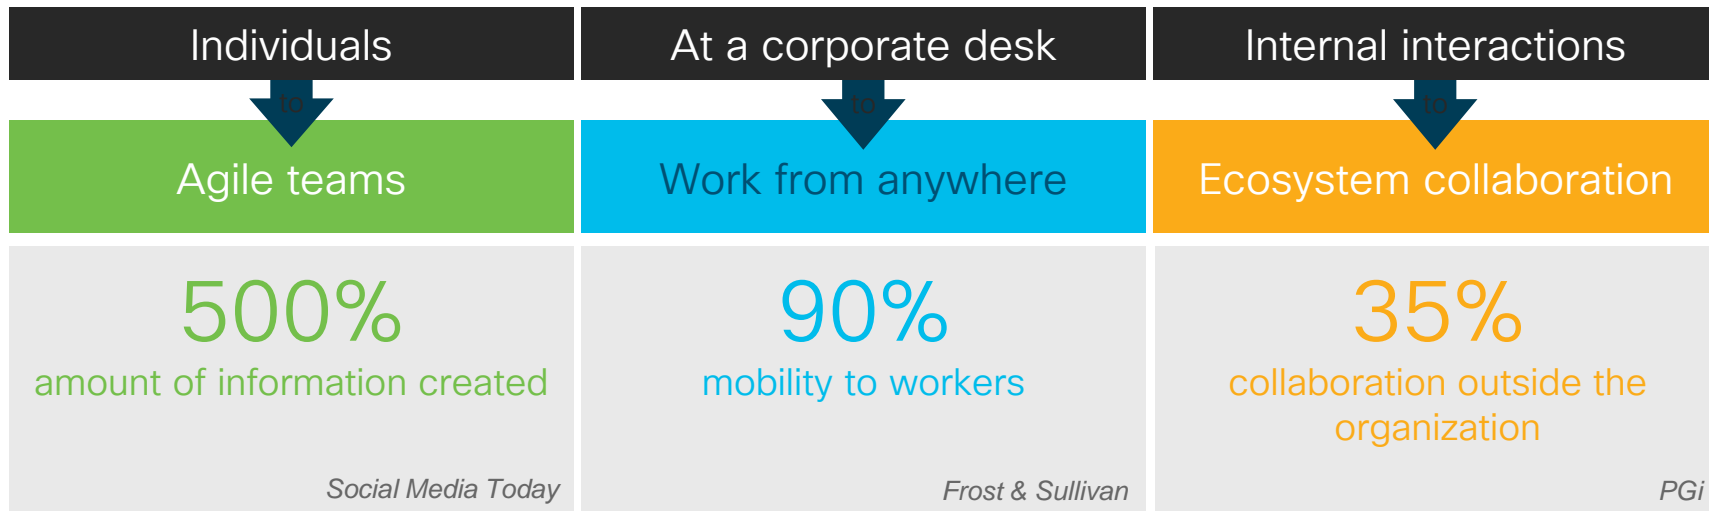 Individuals
to
Agile teams
500%
amount of information created
Social Media Today
At a corporate desk
to
Work from anywhere
90%
mobility to workers
Frost & Sullivan
Internal interactions
to
Ecosystem collaboration
35%
collaboration outside the
organization
PGi